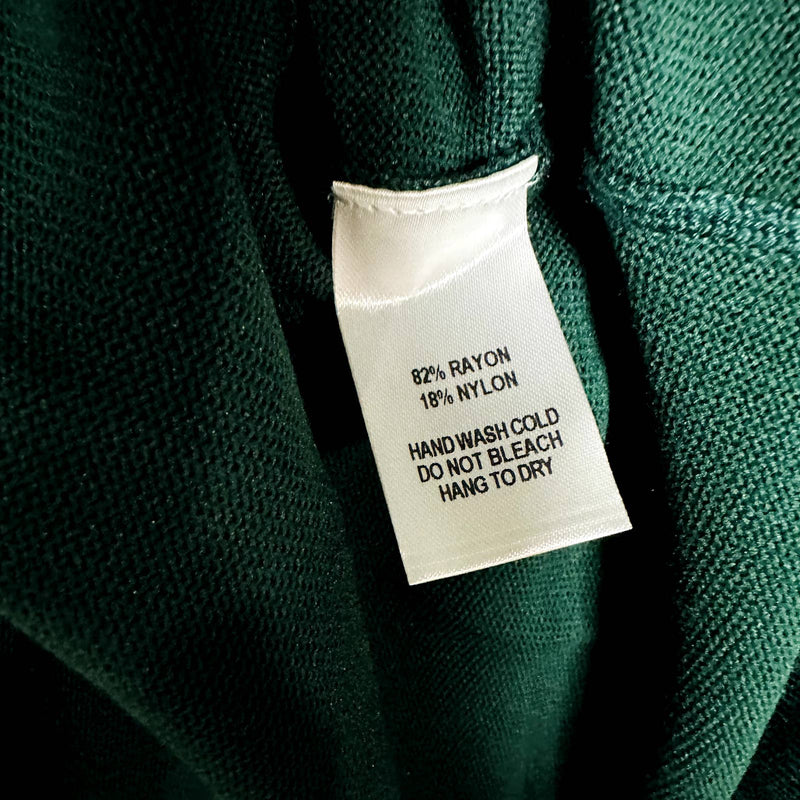 82% RAYON
18% NYLON
HAND WASH COLD
DO NOT BLEACH
HANG TO DRY